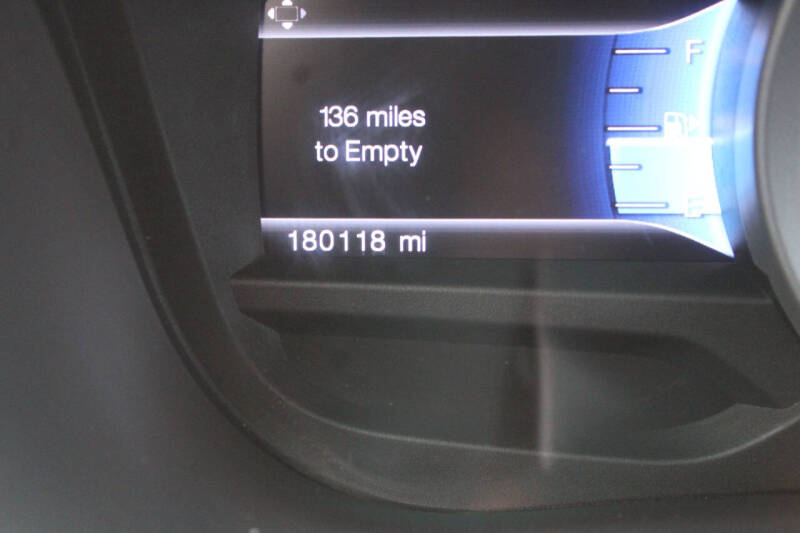 F
136 miles
to Empty
E
180118 mi